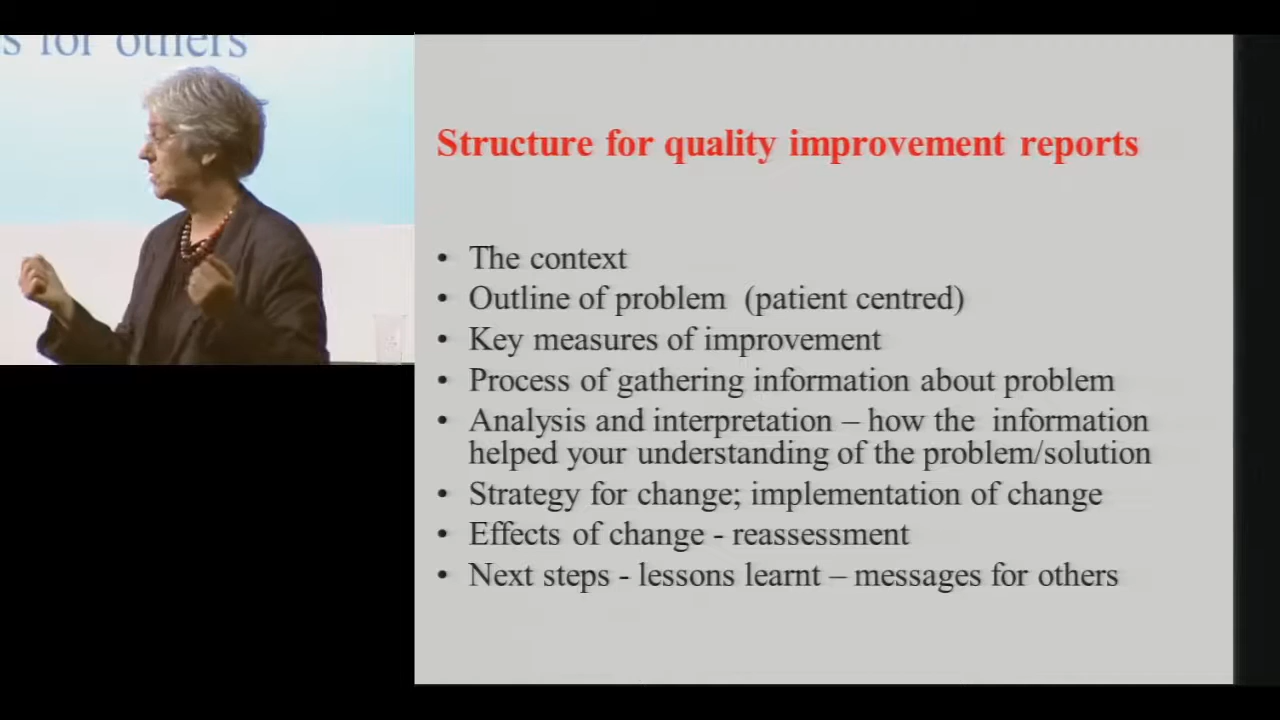 s for others
Structure for quality improvement reports
• The context
• Outline of problem (patient centred)
• Key measures of improvement
• Process of gathering information about problem
• Analysis and interpretation – how the information
helped your understanding of the problem/solution
• Strategy for change; implementation of change
• Effects of change - reassessment
• Next steps - lessons learnt – messages for others